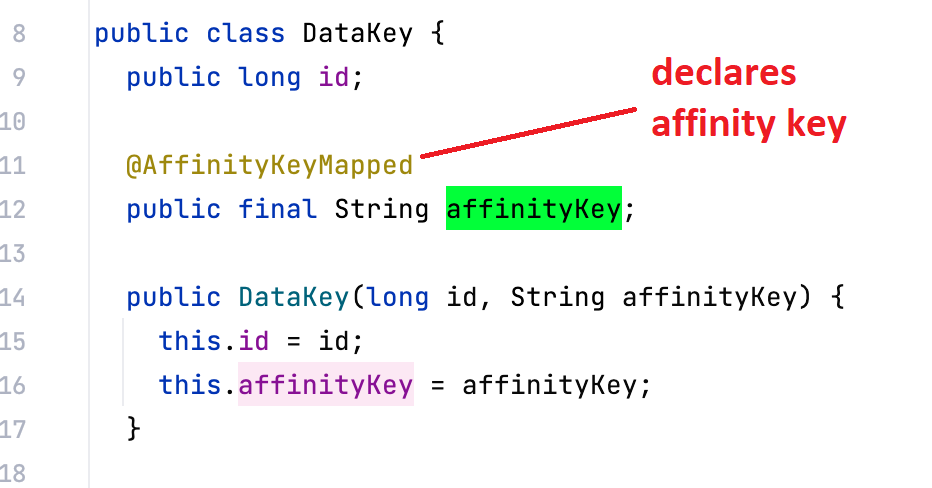 8 public class DataKey {
9 public long id;
declares
affinity key
10
11 @AffinityKeyMapped
12 public final String affinityKey;
13
14 public DataKey(long id, String affinityKey) {
15 this.id = id;
16 this.affinityKey = affinityKey;
17 }
18